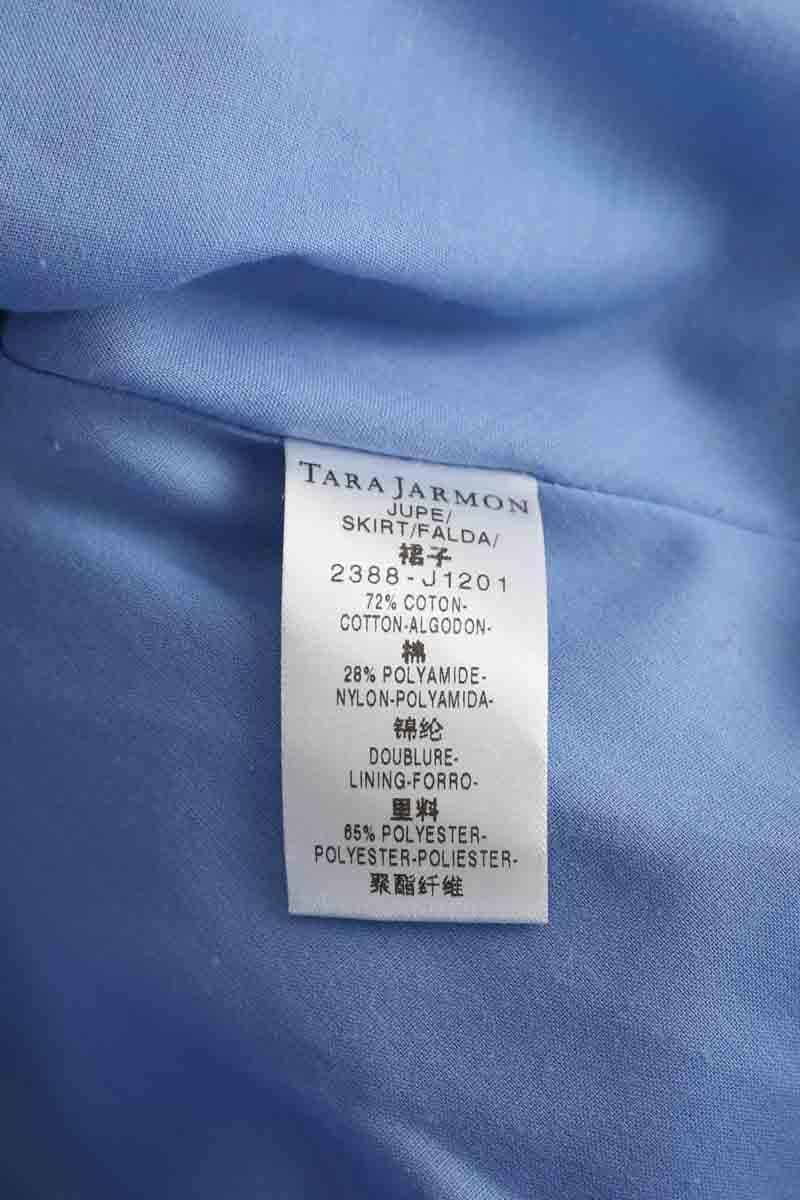 TARA JARMON
JUPE/
SKIRT/FALDA/
裙子
2388-J1201
72% COTON-
COTTON-ALGODON-
棉
28% POLYAMIDE-
NYLON-POLYAMIDA-
锦纶
DOUBLURE-
LINING-FORRO-
里料
65% POLYESTER-
POLYESTER-POLIESTER-
聚酯纤维